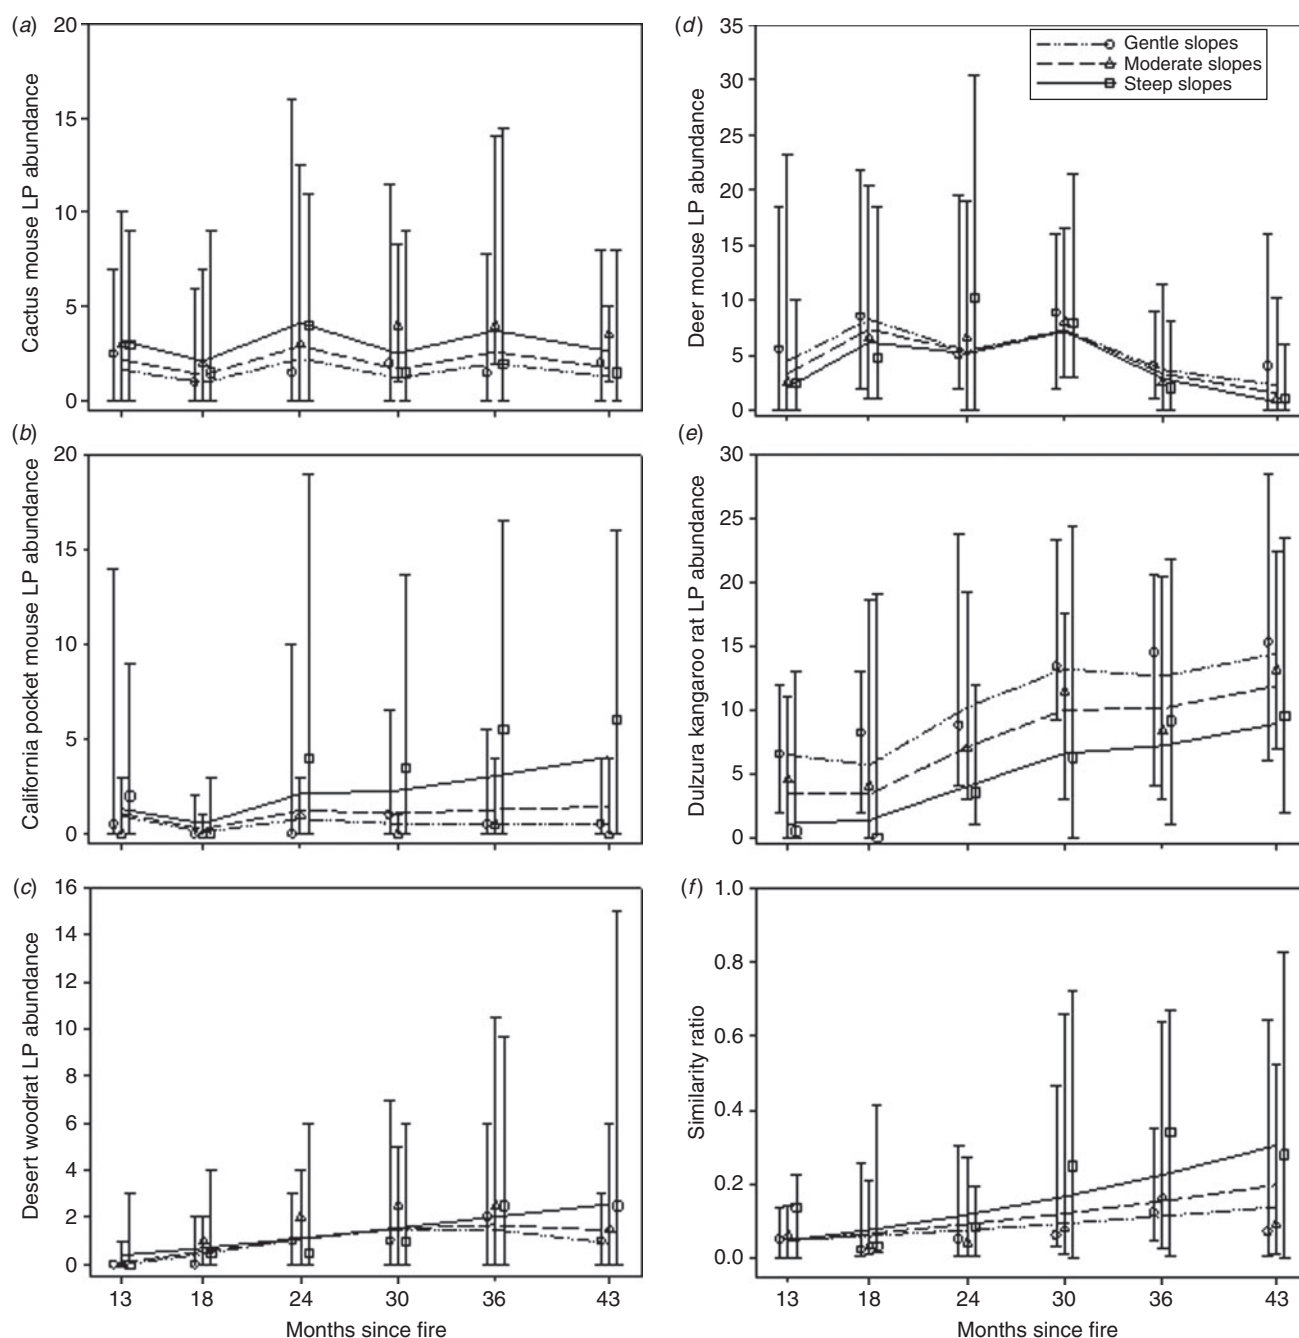 (a)
20
15
10
5
0
Cactus mouse LP abundance
(b)
20
15
10
5
0
California pocket mouse LP abundance
(c)
16
14
12
10
8
6
4
2
0
Desert woodrat LP abundance
13 18 24 30 36 43
Months since fire
(d)
35
30
25
20
15
10
5
0
Deer mouse LP abundance
Gentle slopes
Moderate slopes
Steep slopes
(e)
30
25
20
15
10
5
0
Dulzura kangaroo rat LP abundance
(f)
1.0
0.8
0.6
0.4
0.2
0.0
Similarity ratio
13 18 24 30 36 43
Months since fire